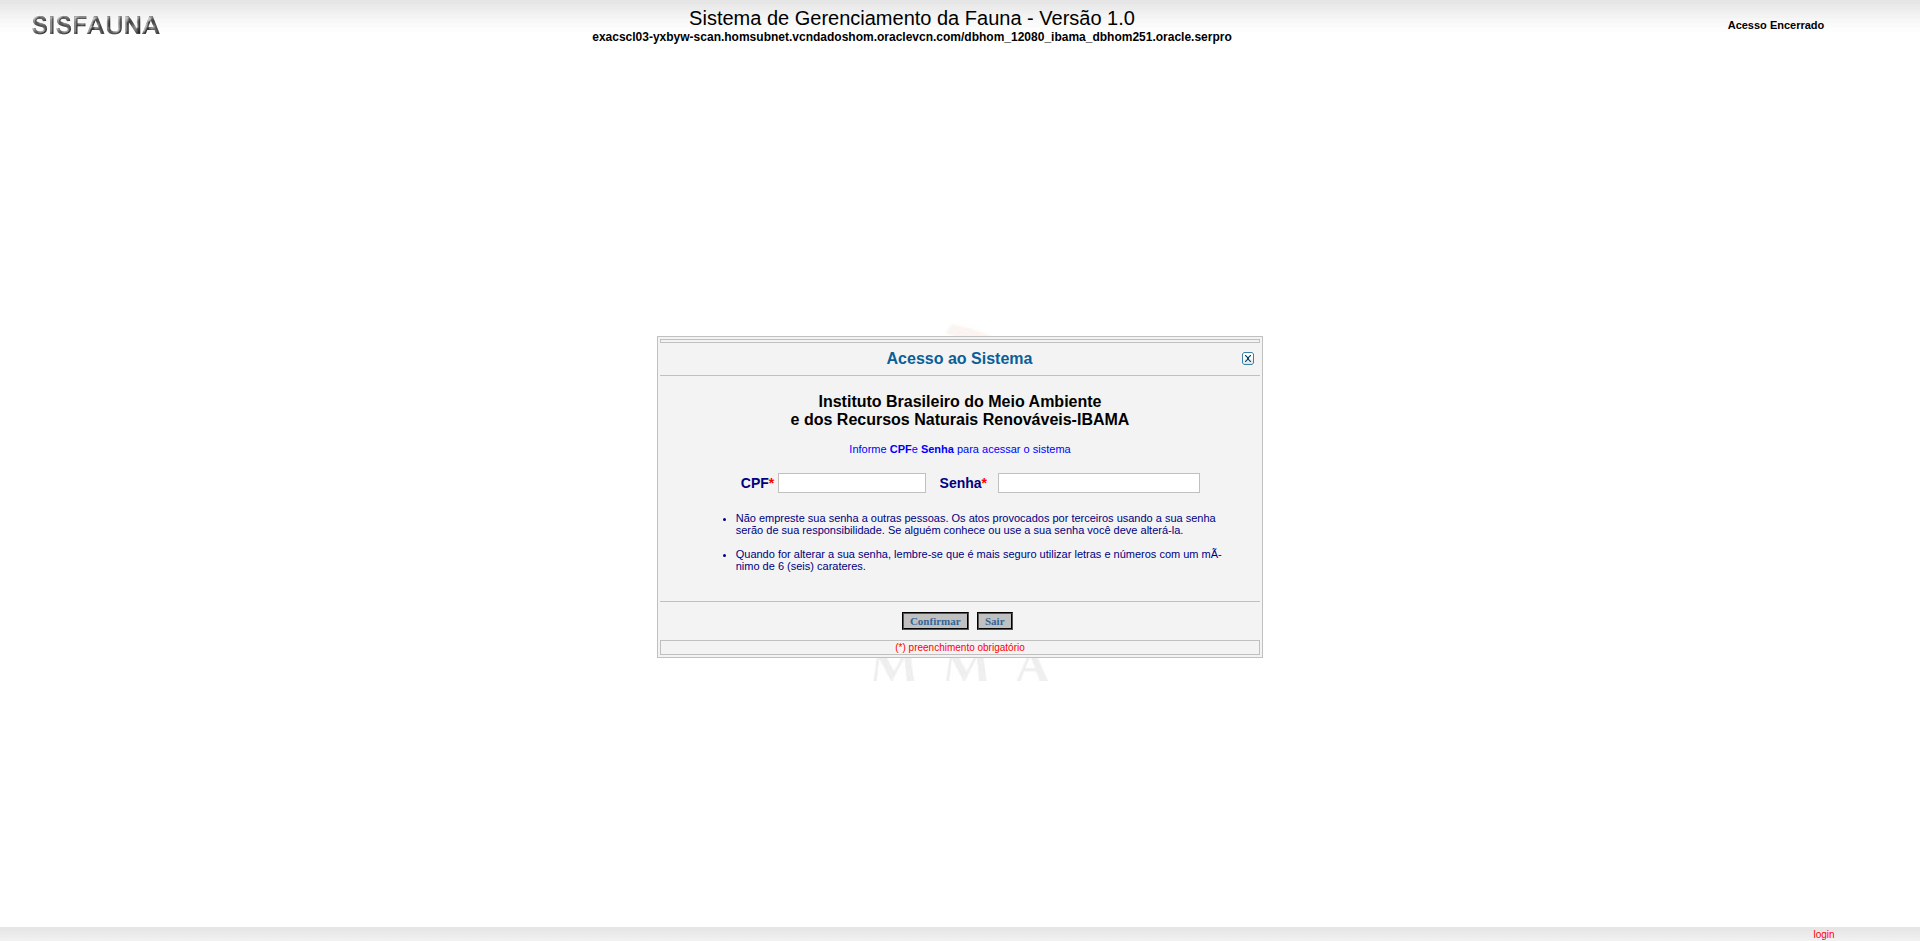 SISFAUNA
Sistema de Gerenciamento da Fauna - Versão 1.0
exacscl03-yxbyw-scan.homsubnet.vcndadoshom.oraclevcn.com/dbhom_12080_ibama_dbhom251.oracle.serpro
Acesso Encerrado
Acesso ao Sistema
X
Instituto Brasileiro do Meio Ambiente
e dos Recursos Naturais Renováveis-IBAMA
Informe CPFe Senha para acessar o sistema
CPF* Senha*
• Não empreste sua senha a outras pessoas. Os atos provocados por terceiros usando a sua senha
serão de sua responsibilidade. Se alguém conhece ou use a sua senha você deve alterá-la.
• Quando for alterar a sua senha, lembre-se que é mais seguro utilizar letras e números com um mÃ-
nimo de 6 (seis) carateres.
Confirmar Sair
(*) preenchimento obrigatório
M M A
login